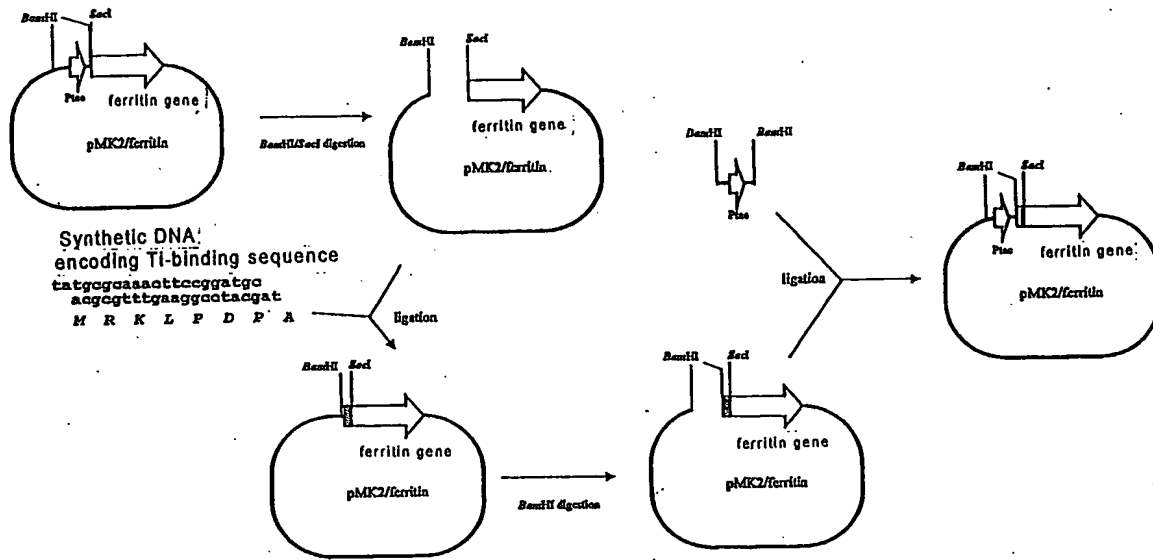 BamHI SacI
Ptac
ferritin gene
pMK2/ferritin
BamHI/SacI digestion
BamHI SacI
ferritin gene
pMK2/ferritin
Synthetic DNA
encoding Ti-binding sequence
tatgcgcaaacttccggatgc
acgcgtttgaaggcctacgat
M R K L P D P A
ligation
BamHI SacI
ferritin gene
pMK2/ferritin
BamHI digestion
BamHI SacI
ferritin gene
pMK2/ferritin
BamHI BamHI
Ptac
ligation
BamHI SacI
Ptac
ferritin gene
pMK2/ferritin